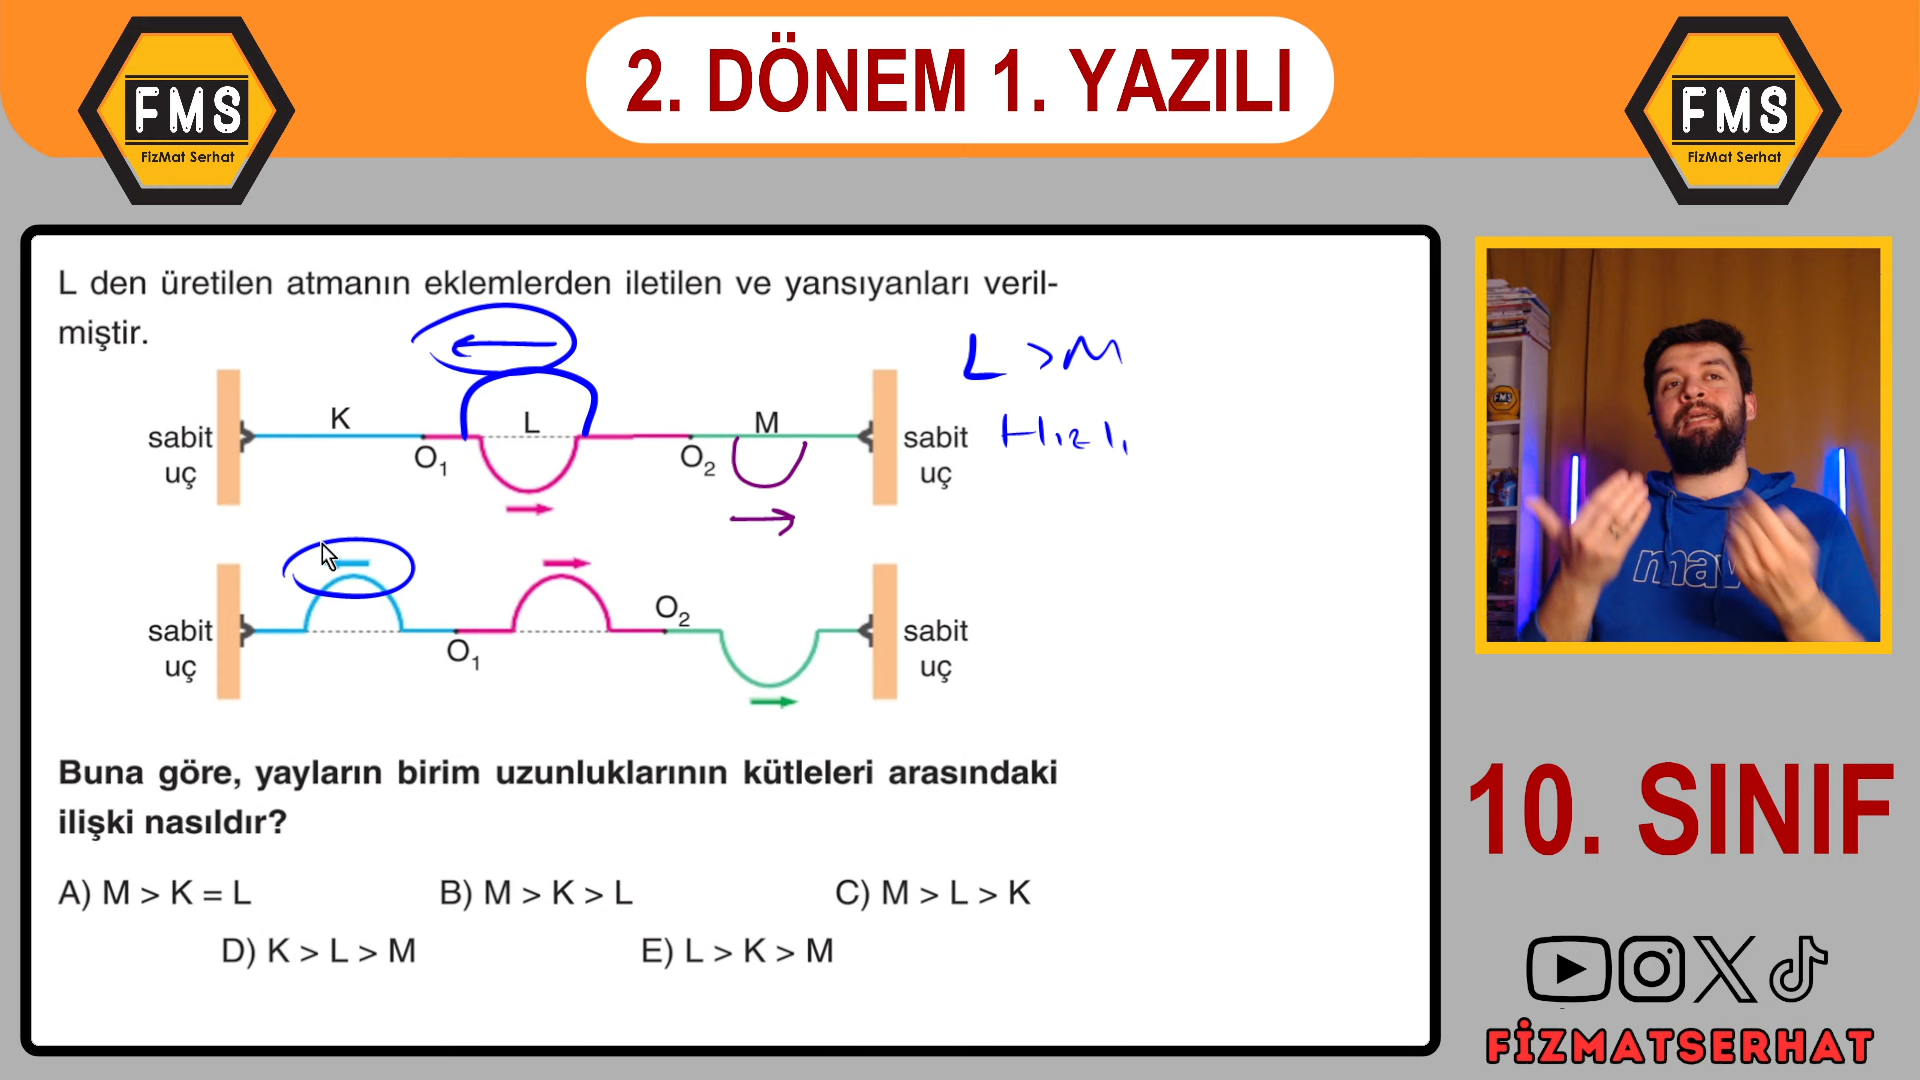 2. DÖNEM 1. YAZILI
FMS
FizMat Serhat
FMS
FizMat Serhat
L den üretilen atmanın eklemlerden iletilen ve yansıyanları veril-
miştir.
L > M
Hızlı
K
L
M
sabit
uç
O1
O2
sabit
uç
sabit
uç
O1
O2
sabit
uç
Buna göre, yayların birim uzunluklarının kütleleri arasındaki
ilişki nasıldır?
A) M > K = L B) M > K > L C) M > L > K
D) K > L > M E) L > K > M
FMS
10. SINIF
FİZMATSERHAT